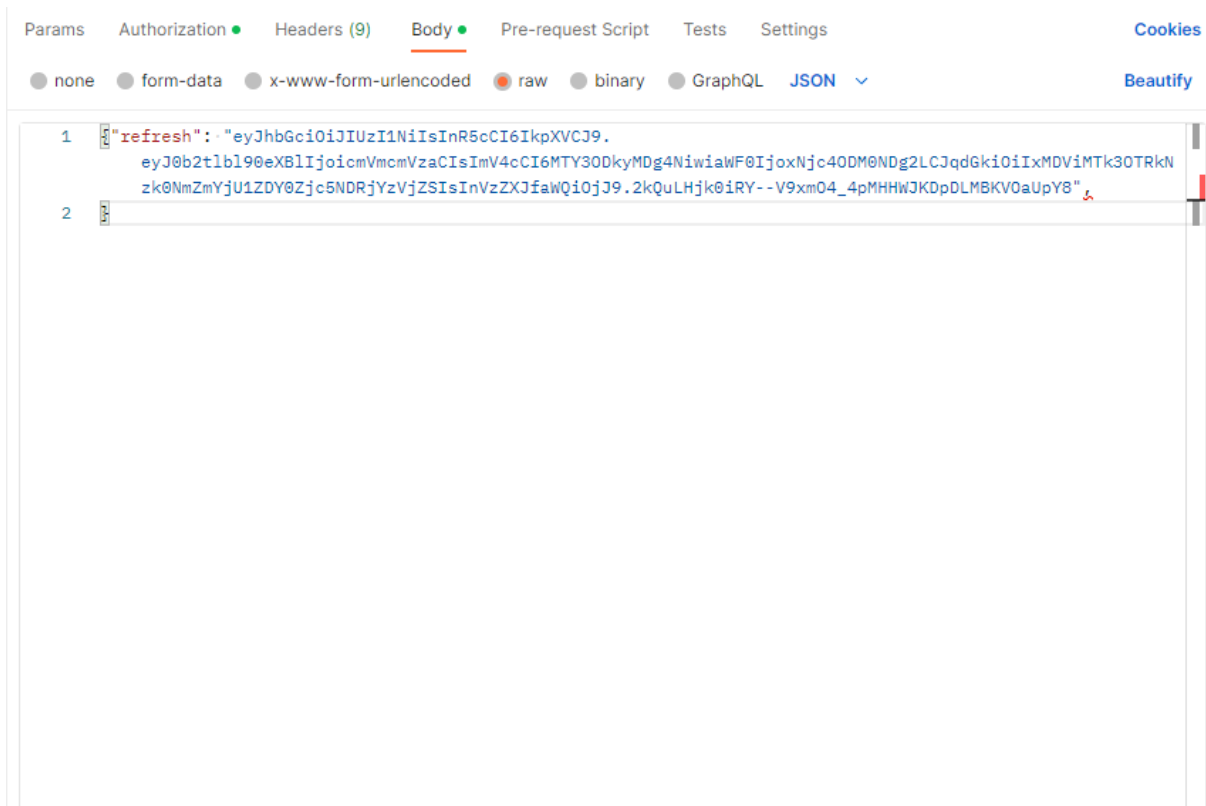 Params Authorization Headers (9) Body Pre-request Script Tests Settings Cookies
none form-data x-www-form-urlencoded raw binary GraphQL JSON Beautify
1 {"refresh": "eyJhbGciOiJIUzI1NiIsInR5cCI6IkpXVCJ9.
eyJ0b2tlbl90eXBlIjoicmVmcmVzaCIsImV4cCI6MTY3ODkyMDg4NiwiaWF0IjoxNjc4ODM0NDg2LCJqdGkiOiIxMDViMTk3OTRkN
zk0NmZmYjU1ZDY0Zjc5NDRjYzVjZSIsInVzZXJfaWQiOjJ9.2kQuLHjk0iRY--V9xmO4_4pMHHWJKDpDLMBKVOaUpY8",
2 }